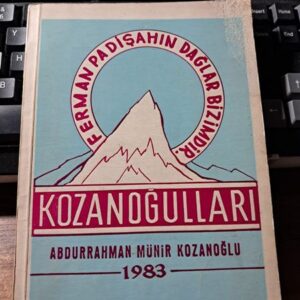 FERMAN PADİŞAHIN DAĞLAR BİZİMDİR.
KOZANOĞULLARI
ABDURRAHMAN MÜNİR KOZANOĞLU
1983